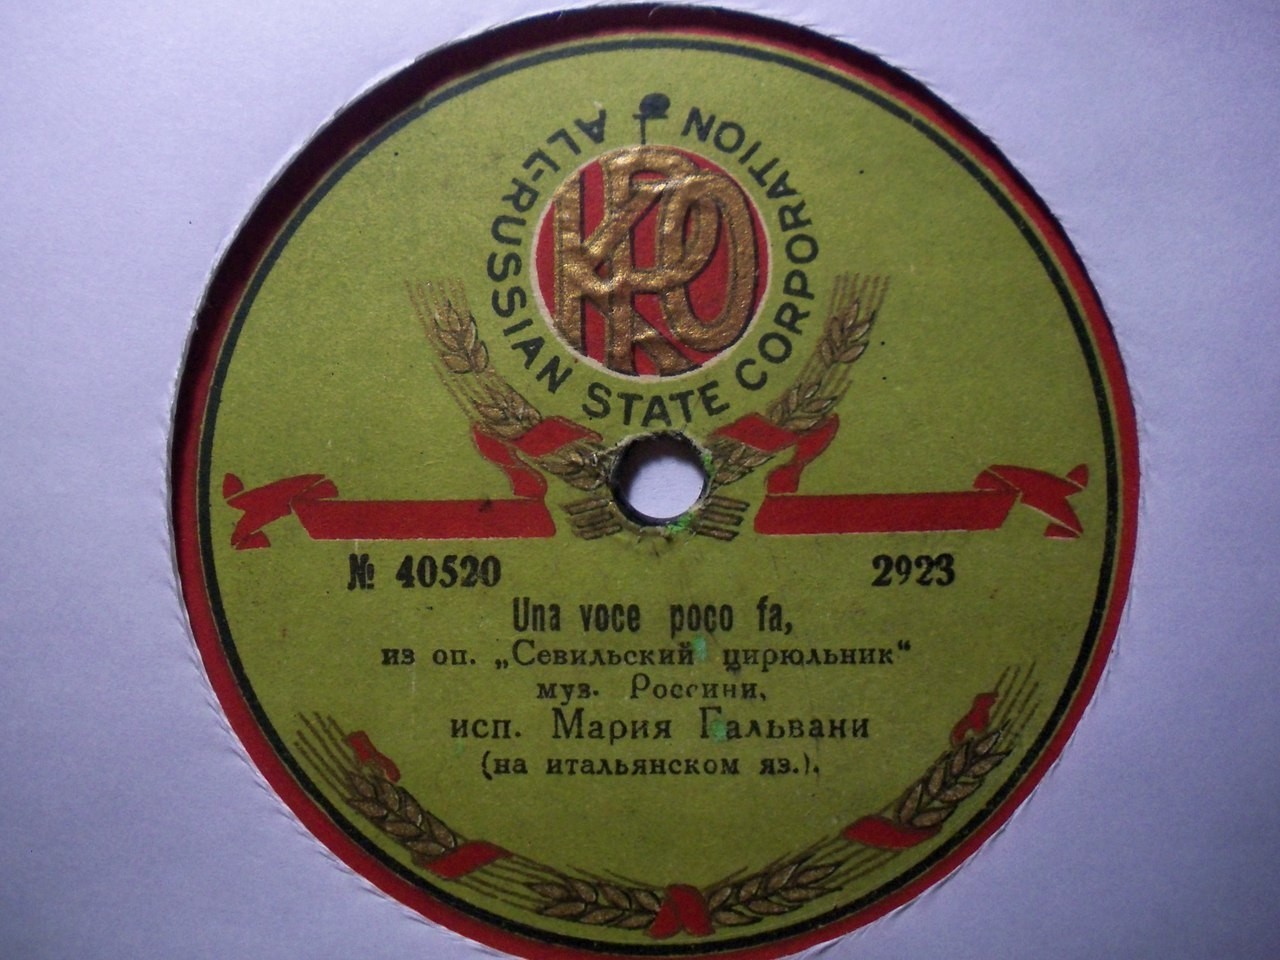 ALL-RUSSIAN STATE CORPORATION
№ 40520 2923
Una voce poco fa,
из оп. „Севильский цирюльник“
муз. Россини,
исп. Мария Гальвани
(на итальянском яз.).